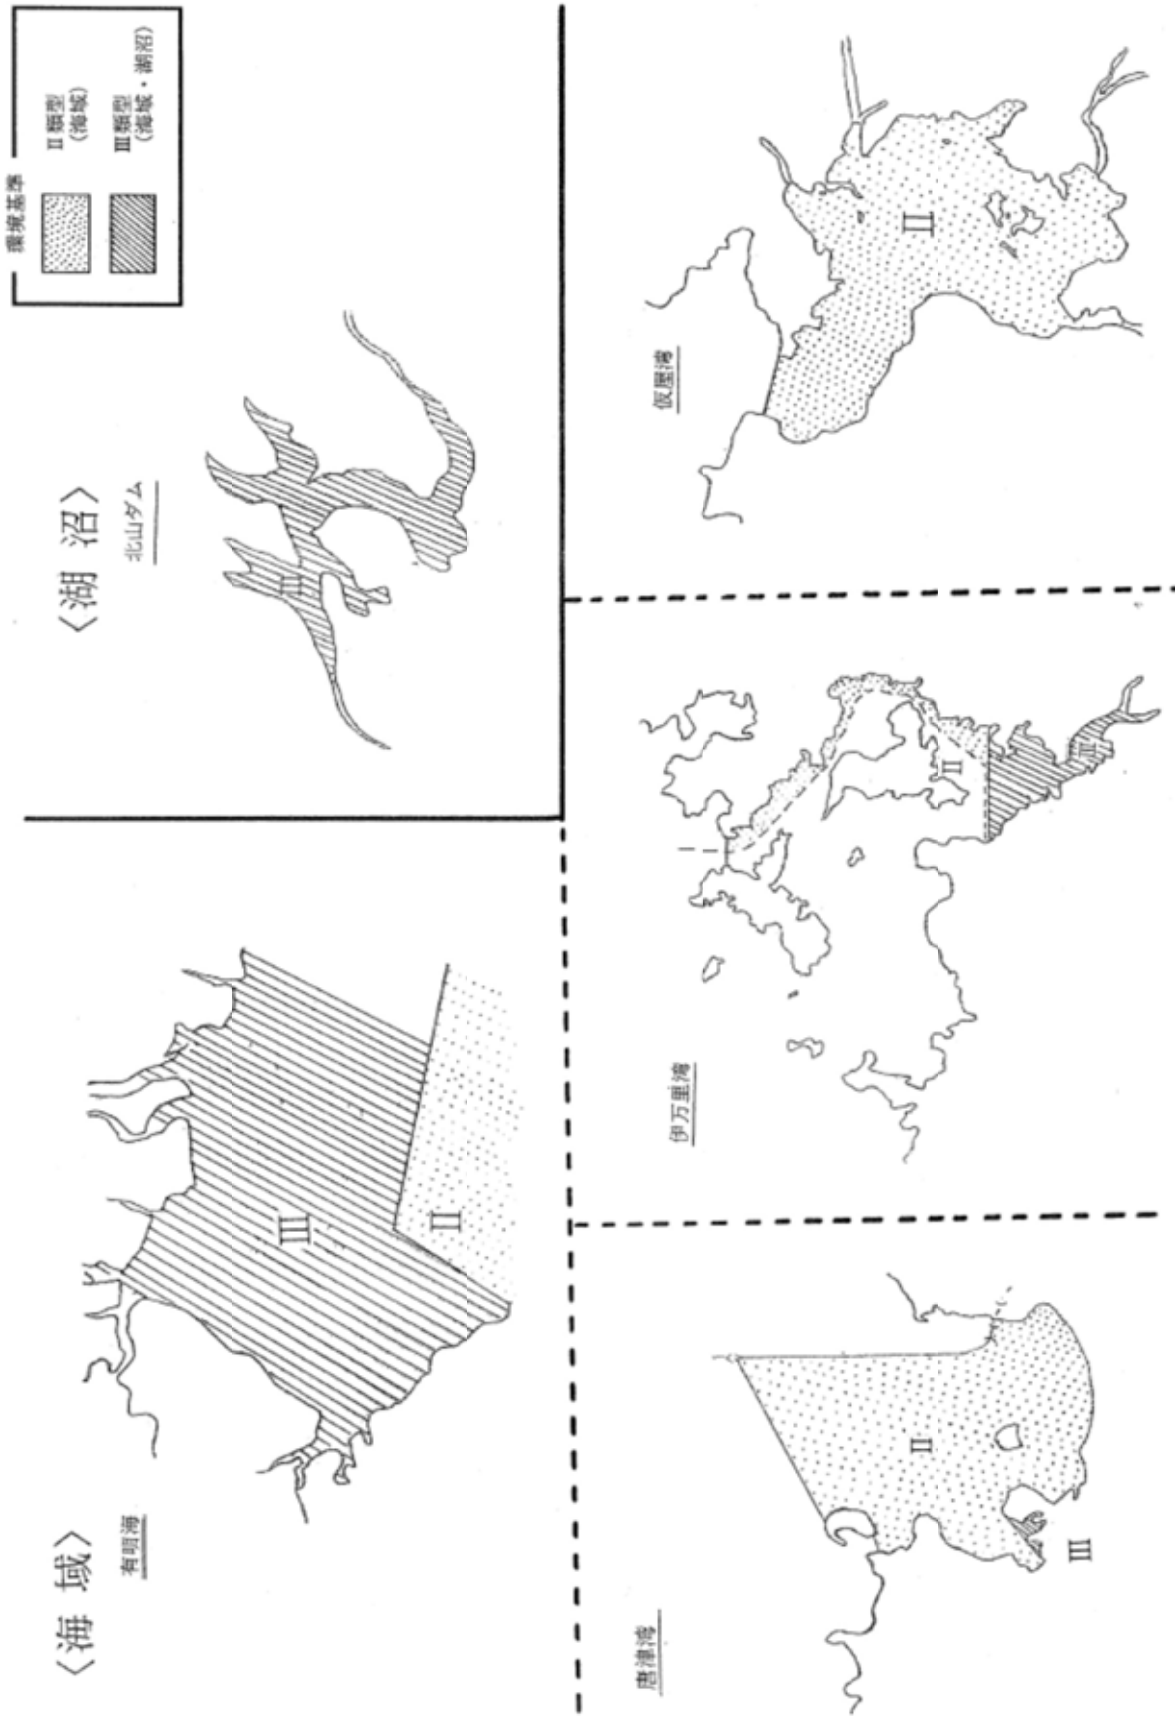 〈海 域〉
有明海
III
II
〈湖 沼〉
北山ダム
環境基準
II類型
(海域)
III類型
(海域・湖沼)
唐津湾
II
III
伊万里湾
II
III
仮屋湾
II